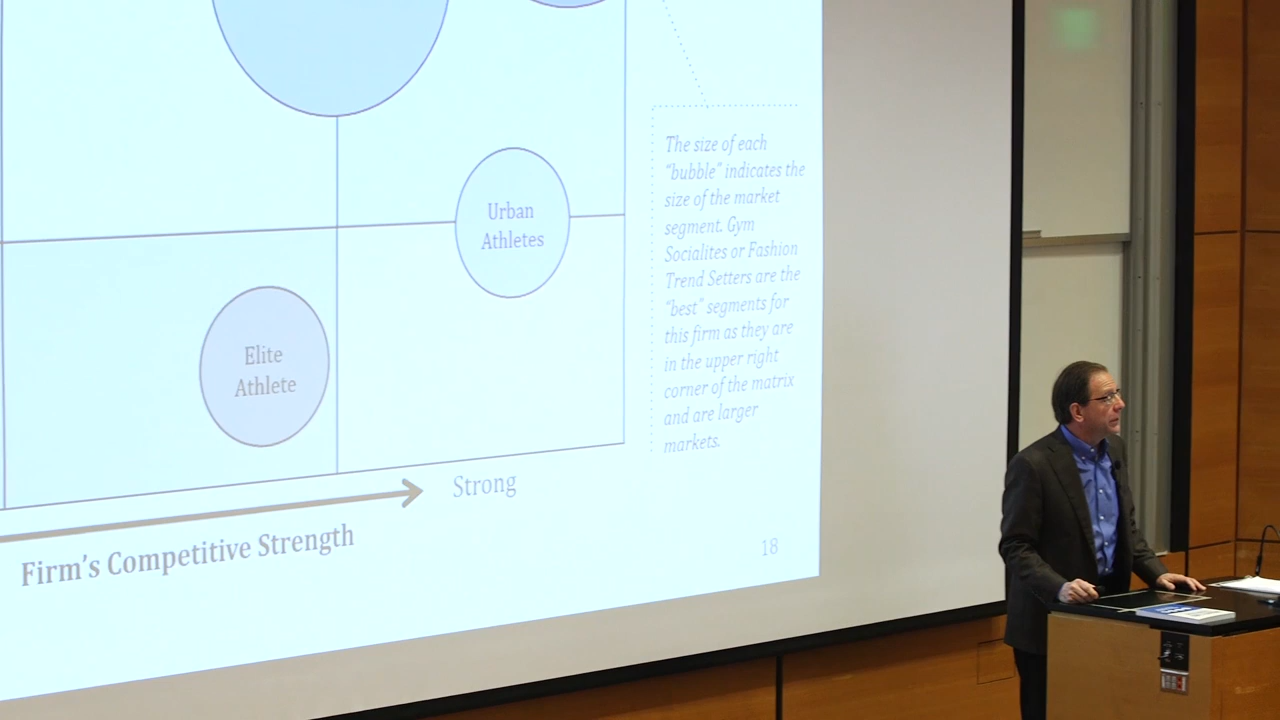 Urban
Athletes
Elite
Athlete
Strong
Firm's Competitive Strength
The size of each
"bubble" indicates the
size of the market
segment. Gym
Socialites or Fashion
Trend Setters are the
"best" segments for
this firm as they are
in the upper right
corner of the matrix
and are larger
markets.
18